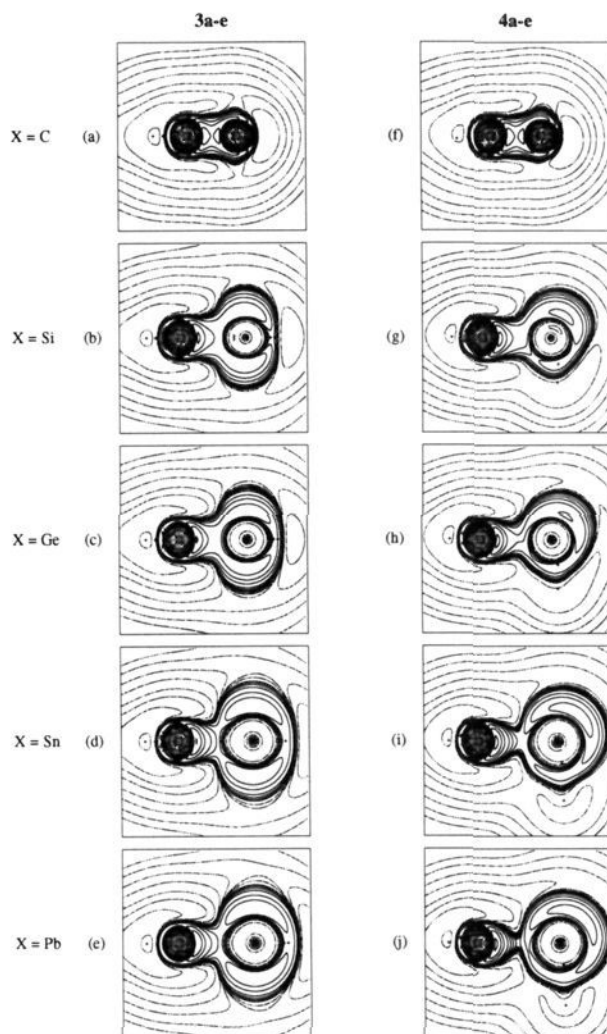 3a-e 4a-e
X = C (a) (f)
X = Si (b) (g)
X = Ge (c) (h)
X = Sn (d) (i)
X = Pb (e) (j)